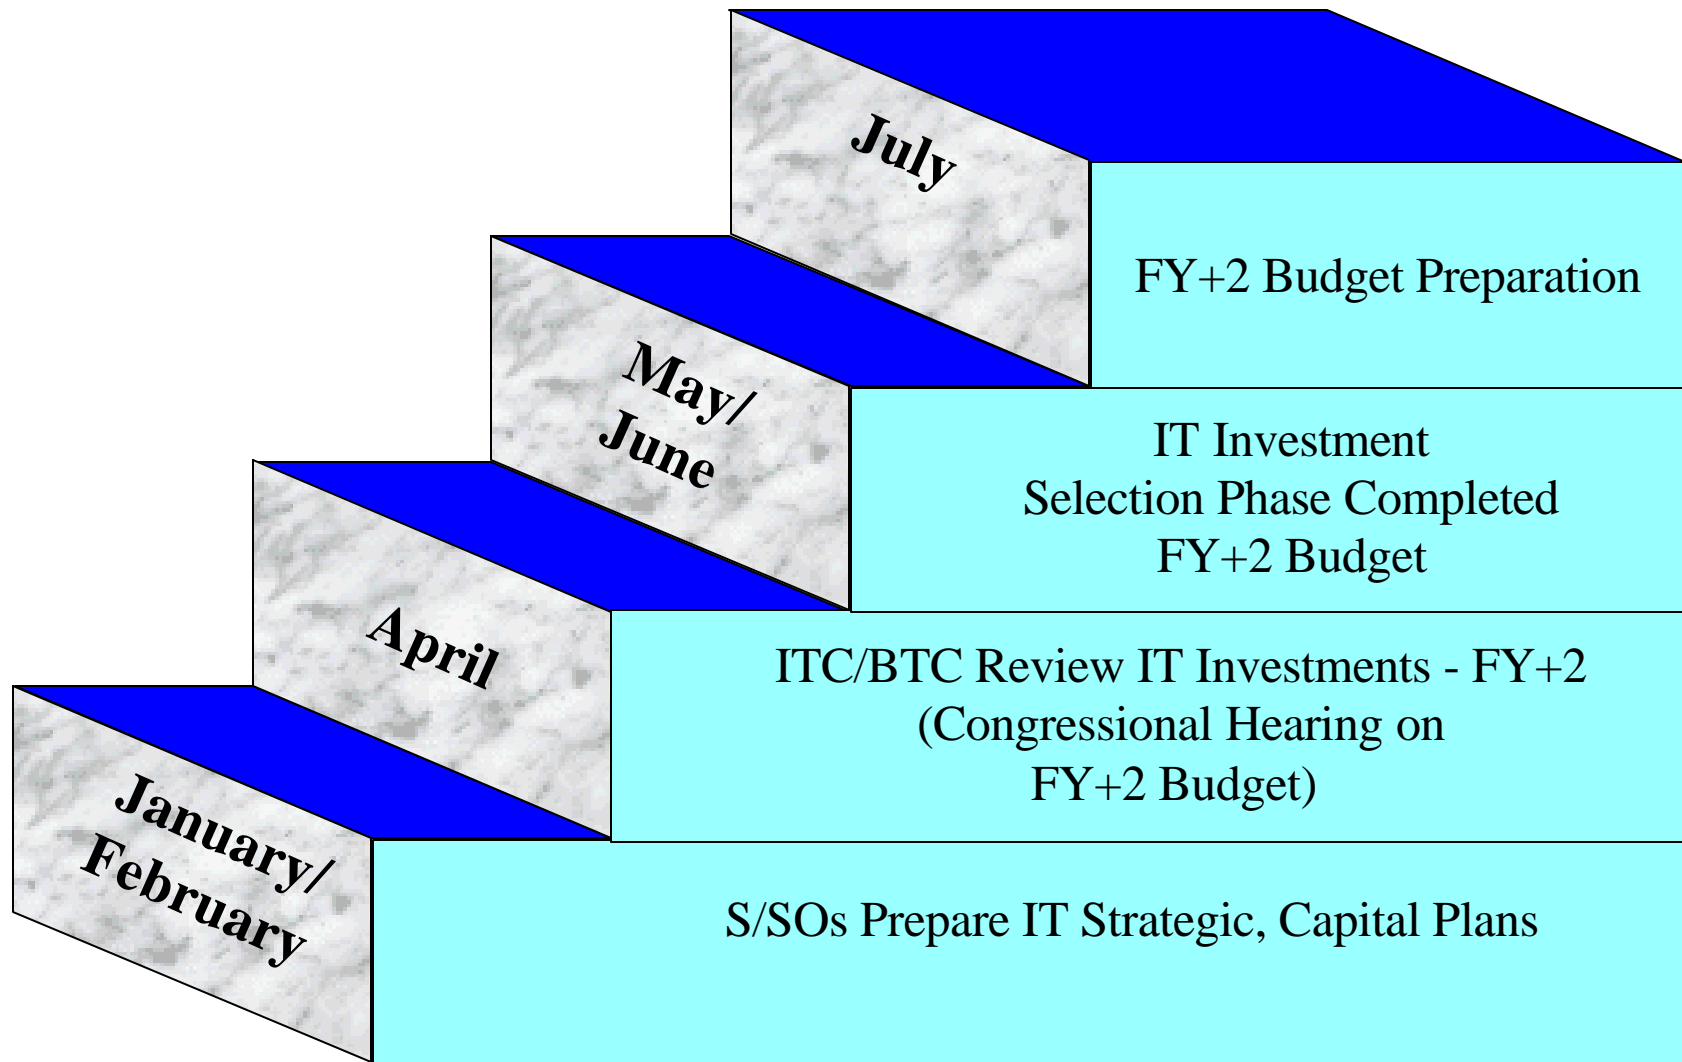 July
FY+2 Budget Preparation
May/
June
IT Investment
Selection Phase Completed
FY+2 Budget
April
ITC/BTC Review IT Investments - FY+2
(Congressional Hearing on
FY+2 Budget)
January/
February
S/SOs Prepare IT Strategic, Capital Plans